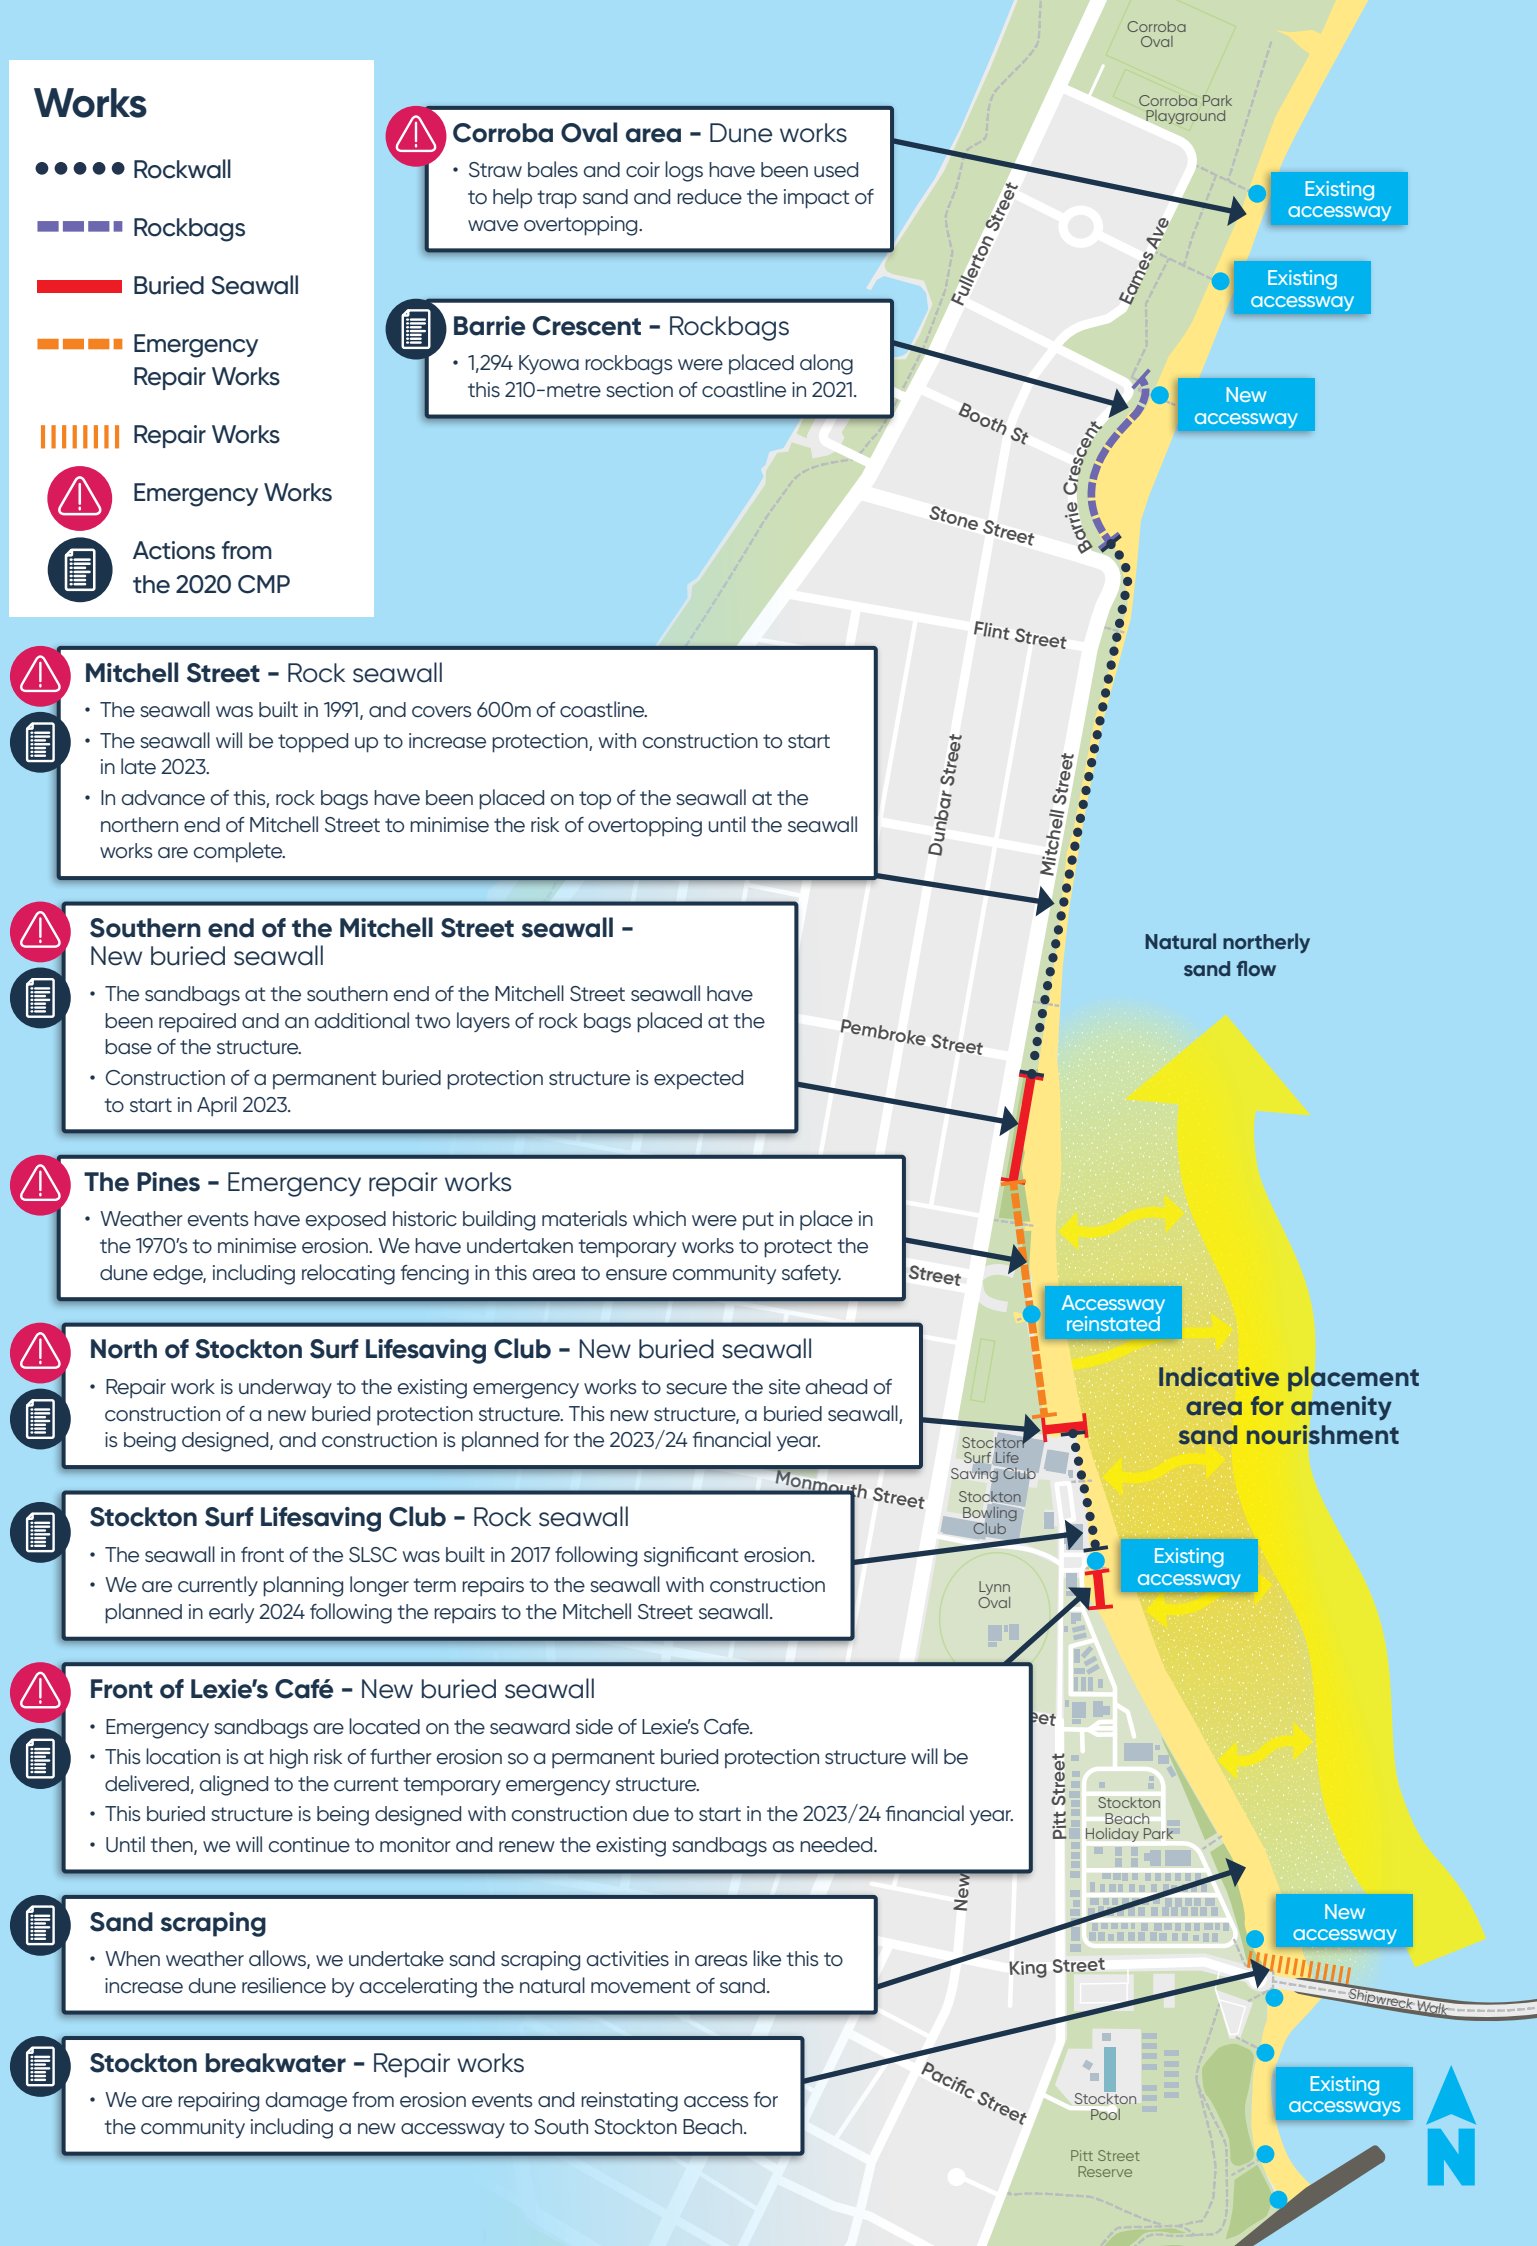 Works
Rockwall
Rockbags
Buried Seawall
Emergency
Repair Works
Repair Works
Emergency Works
Actions from
the 2020 CMP
Corroba Oval area - Dune works
• Straw bales and coir logs have been used
to help trap sand and reduce the impact of
wave overtopping.
Barrie Crescent - Rockbags
• 1,294 Kyowa rockbags were placed along
this 210-metre section of coastline in 2021.
Mitchell Street - Rock seawall
• The seawall was built in 1991, and covers 600m of coastline.
• The seawall will be topped up to increase protection, with construction to start
in late 2023.
• In advance of this, rock bags have been placed on top of the seawall at the
northern end of Mitchell Street to minimise the risk of overtopping until the seawall
works are complete.
Southern end of the Mitchell Street seawall -
New buried seawall
• The sandbags at the southern end of the Mitchell Street seawall have
been repaired and an additional two layers of rock bags placed at the
base of the structure.
• Construction of a permanent buried protection structure is expected
to start in April 2023.
The Pines - Emergency repair works
• Weather events have exposed historic building materials which were put in place in
the 1970's to minimise erosion. We have undertaken temporary works to protect the
dune edge, including relocating fencing in this area to ensure community safety.
North of Stockton Surf Lifesaving Club - New buried seawall
• Repair work is underway to the existing emergency works to secure the site ahead of
construction of a new buried protection structure. This new structure, a buried seawall,
is being designed, and construction is planned for the 2023/24 financial year.
Stockton Surf Lifesaving Club - Rock seawall
• The seawall in front of the SLSC was built in 2017 following significant erosion.
• We are currently planning longer term repairs to the seawall with construction
planned in early 2024 following the repairs to the Mitchell Street seawall.
Front of Lexie's Café - New buried seawall
• Emergency sandbags are located on the seaward side of Lexie's Cafe.
• This location is at high risk of further erosion so a permanent buried protection structure will be
delivered, aligned to the current temporary emergency structure.
• This buried structure is being designed with construction due to start in the 2023/24 financial year.
• Until then, we will continue to monitor and renew the existing sandbags as needed.
Sand scraping
• When weather allows, we undertake sand scraping activities in areas like this to
increase dune resilience by accelerating the natural movement of sand.
Stockton breakwater - Repair works
• We are repairing damage from erosion events and reinstating access for
the community including a new accessway to South Stockton Beach.
Corroba
Oval
Corroba Park
Playground
Existing
accessway
Fullerton Street
Eames Ave
Existing
accessway
New
accessway
Booth St
Barrie Crescent
Stone Street
Flint Street
Dunbar Street
Mitchell Street
Natural northerly
sand flow
Pembroke Street
Street
Accessway
reinstated
Indicative placement
area for amenity
sand nourishment
Stockton
Surf Life
Saving Club
Monmouth Street
Stockton
Bowling
Club
Existing
accessway
Lynn
Oval
eet
Pitt Street
Stockton
Beach
Holiday Park
New
New
accessway
King Street
Shipwreck Walk
Pacific Street
Stockton
Pool
Existing
accessways
Pitt Street
Reserve
N